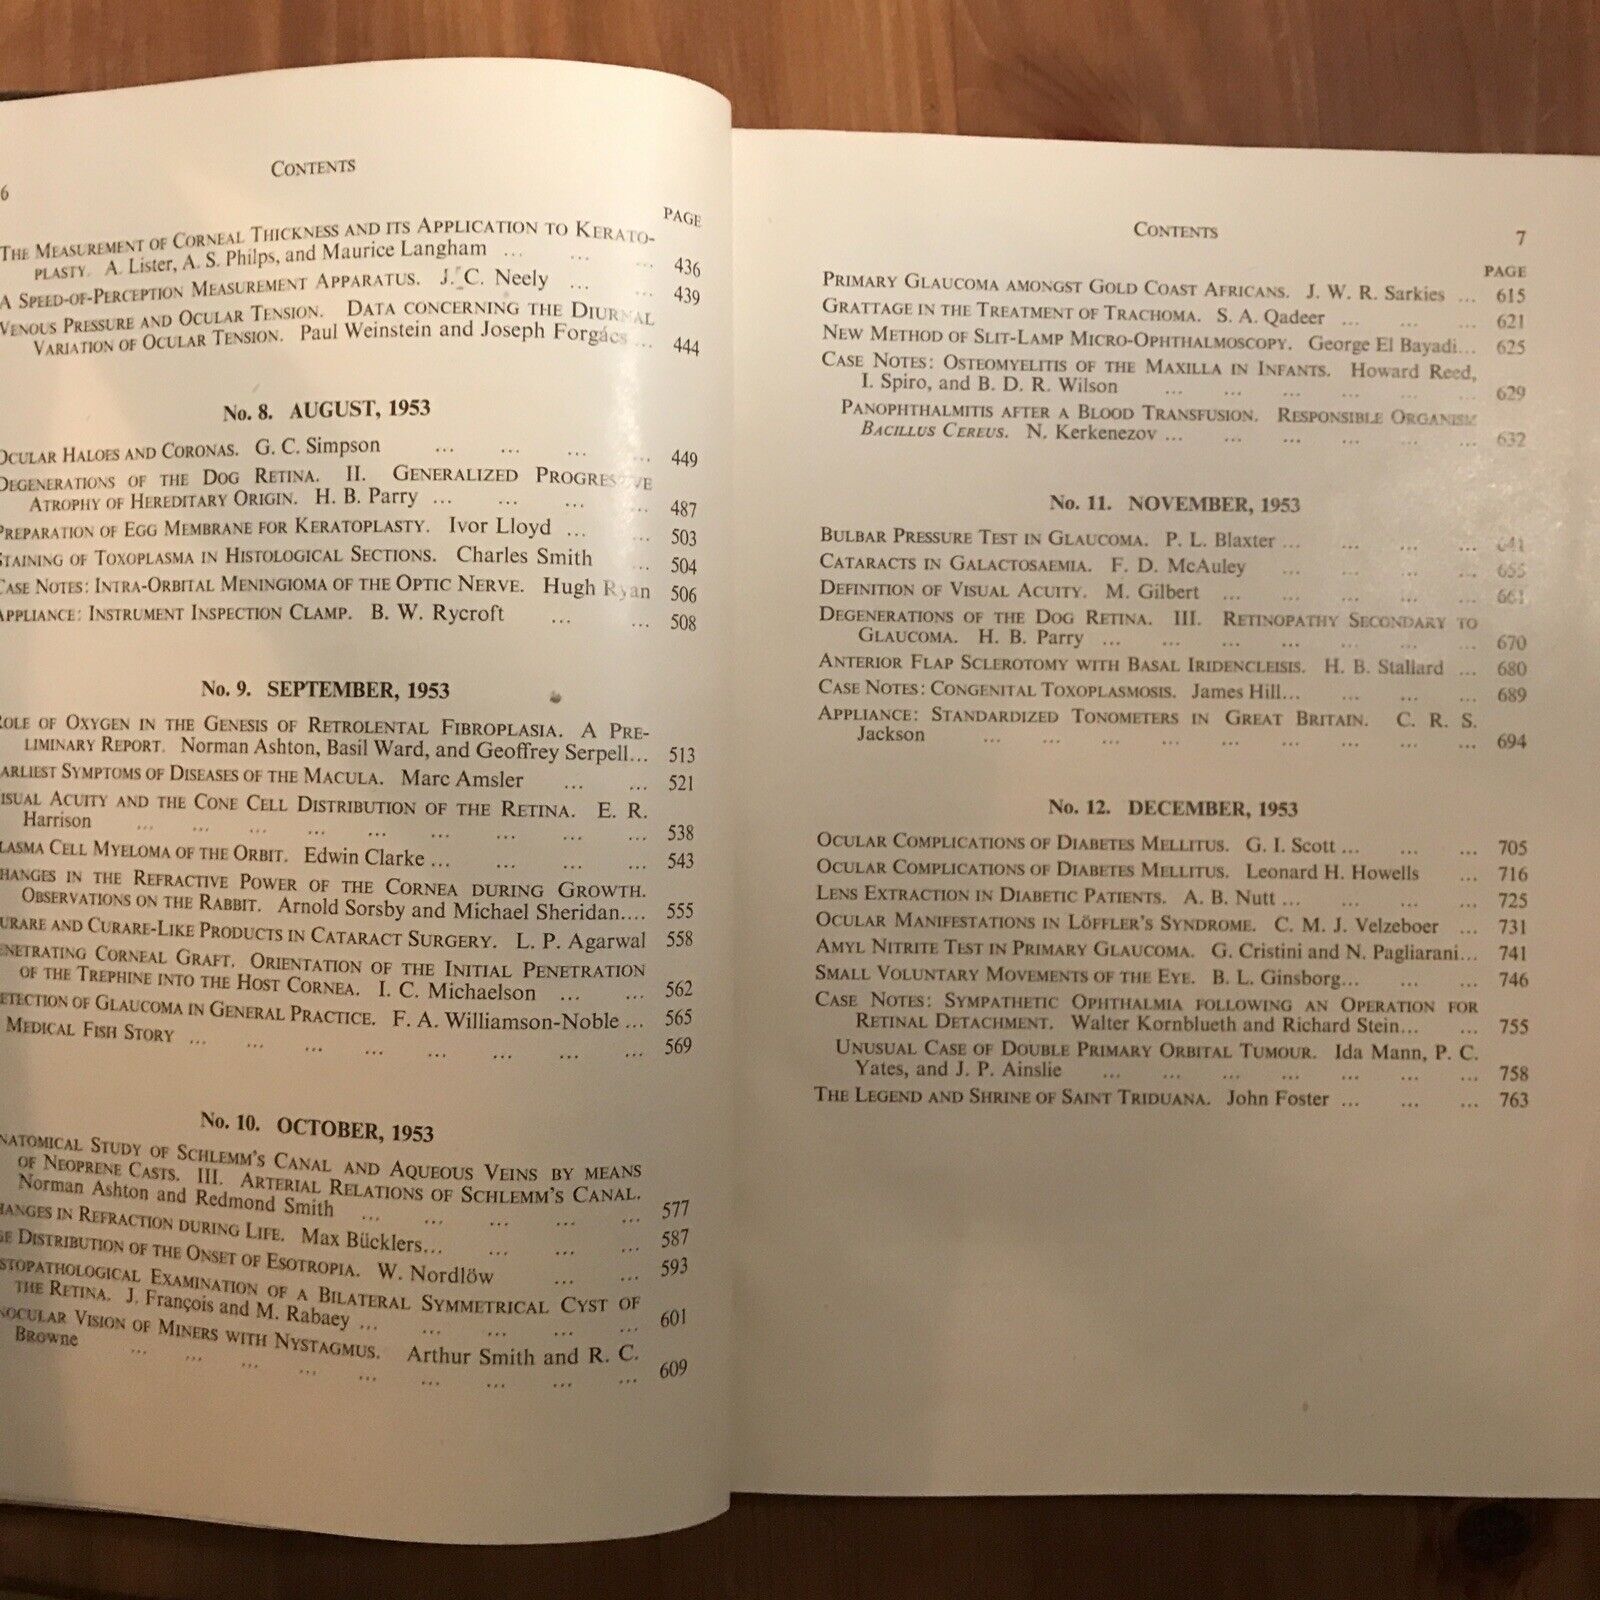 CONTENTS
6
PAGE
THE MEASUREMENT OF CORNEAL THICKNESS AND ITS APPLICATION TO KERATO-
PLASTY. A. Lister, A. S. Philps, and Maurice Langham ... ... ... 436
A SPEED-OF-PERCEPTION MEASUREMENT APPARATUS. J. C. Neely ... ... 439
VENOUS PRESSURE AND OCULAR TENSION. DATA CONCERNING THE DIURNAL
VARIATION OF OCULAR TENSION. Paul Weinstein and Joseph Forgács ... 444
No. 8. AUGUST, 1953
OCULAR HALOES AND CORONAS. G. C. Simpson ... ... ... ... 449
DEGENERATIONS OF THE DOG RETINA. II. GENERALIZED PROGRESSIVE
ATROPHY OF HEREDITARY ORIGIN. H. B. Parry ... ... ... ... 487
PREPARATION OF EGG MEMBRANE FOR KERATOPLASTY. Ivor Lloyd ... ... 503
STAINING OF TOXOPLASMA IN HISTOLOGICAL SECTIONS. Charles Smith ... 504
CASE NOTES: INTRA-ORBITAL MENINGIOMA OF THE OPTIC NERVE. Hugh Ryan 506
APPLIANCE: INSTRUMENT INSPECTION CLAMP. B. W. Rycroft ... ... 508
No. 9. SEPTEMBER, 1953
ROLE OF OXYGEN IN THE GENESIS OF RETROLENTAL FIBROPLASIA. A PRE-
LIMINARY REPORT. Norman Ashton, Basil Ward, and Geoffrey Serpell... 513
EARLIEST SYMPTOMS OF DISEASES OF THE MACULA. Marc Amsler ... ... 521
VISUAL ACUITY AND THE CONE CELL DISTRIBUTION OF THE RETINA. E. R.
Harrison ... ... ... ... ... ... ... ... ... 538
PLASMA CELL MYELOMA OF THE ORBIT. Edwin Clarke ... ... ... ... 543
CHANGES IN THE REFRACTIVE POWER OF THE CORNEA DURING GROWTH.
OBSERVATIONS ON THE RABBIT. Arnold Sorsby and Michael Sheridan.... 555
CURARE AND CURARE-LIKE PRODUCTS IN CATARACT SURGERY. L. P. Agarwal 558
PENETRATING CORNEAL GRAFT. ORIENTATION OF THE INITIAL PENETRATION
OF THE TREPHINE INTO THE HOST CORNEA. I. C. Michaelson ... ... 562
DETECTION OF GLAUCOMA IN GENERAL PRACTICE. F. A. Williamson-Noble ... 565
MEDICAL FISH STORY ... ... ... ... ... ... ... ... 569
No. 10. OCTOBER, 1953
ANATOMICAL STUDY OF SCHLEMM'S CANAL AND AQUEOUS VEINS BY MEANS
OF NEOPRENE CASTS. III. ARTERIAL RELATIONS OF SCHLEMM'S CANAL.
Norman Ashton and Redmond Smith ... ... ... ... ... 577
CHANGES IN REFRACTION DURING LIFE. Max Bücklers... ... ... ... 587
AGE DISTRIBUTION OF THE ONSET OF ESOTROPIA. W. Nordlöw ... ... 593
HISTOPATHOLOGICAL EXAMINATION OF A BILATERAL SYMMETRICAL CYST OF
THE RETINA. J. François and M. Rabaey ... ... ... ... ... 601
BINOCULAR VISION OF MINERS WITH NYSTAGMUS. Arthur Smith and R. C.
Browne ... ... ... ... ... ... ... ... ... 609
CONTENTS 7
PAGE
PRIMARY GLAUCOMA AMONGST GOLD COAST AFRICANS. J. W. R. Sarkies ... 615
GRATTAGE IN THE TREATMENT OF TRACHOMA. S. A. Qadeer ... ... ... 621
NEW METHOD OF SLIT-LAMP MICRO-OPHTHALMOSCOPY. George El Bayadi... 625
CASE NOTES: OSTEOMYELITIS OF THE MAXILLA IN INFANTS. Howard Reed,
I. Spiro, and B. D. R. Wilson ... ... ... ... ... ... 629
PANOPHTHALMITIS AFTER A BLOOD TRANSFUSION. RESPONSIBLE ORGANISM
BACILLUS CEREUS. N. Kerkenezov ... ... ... ... ... ... 632
No. 11. NOVEMBER, 1953
BULBAR PRESSURE TEST IN GLAUCOMA. P. L. Blaxter ... ... ... ... 641
CATARACTS IN GALACTOSAEMIA. F. D. McAuley ... ... ... ... 655
DEFINITION OF VISUAL ACUITY. M. Gilbert ... ... ... ... ... 661
DEGENERATIONS OF THE DOG RETINA. III. RETINOPATHY SECONDARY TO
GLAUCOMA. H. B. Parry ... ... ... ... ... ... ... 670
ANTERIOR FLAP SCLEROTOMY WITH BASAL IRIDENCLEISIS. H. B. Stallard ... 680
CASE NOTES: CONGENITAL TOXOPLASMOSIS. James Hill... ... ... ... 689
APPLIANCE: STANDARDIZED TONOMETERS IN GREAT BRITAIN. C. R. S.
Jackson ... ... ... ... ... ... ... ... ... 694
No. 12. DECEMBER, 1953
OCULAR COMPLICATIONS OF DIABETES MELLITUS. G. I. Scott ... ... ... 705
OCULAR COMPLICATIONS OF DIABETES MELLITUS. Leonard H. Howells ... 716
LENS EXTRACTION IN DIABETIC PATIENTS. A. B. Nutt ... ... ... ... 725
OCULAR MANIFESTATIONS IN LÖFFLER'S SYNDROME. C. M. J. Velzeboer ... 731
AMYL NITRITE TEST IN PRIMARY GLAUCOMA. G. Cristini and N. Pagliarani... 741
SMALL VOLUNTARY MOVEMENTS OF THE EYE. B. L. Ginsborg... ... ... 746
CASE NOTES: SYMPATHETIC OPHTHALMIA FOLLOWING AN OPERATION FOR
RETINAL DETACHMENT. Walter Kornblueth and Richard Stein... ... 755
UNUSUAL CASE OF DOUBLE PRIMARY ORBITAL TUMOUR. Ida Mann, P. C.
Yates, and J. P. Ainslie ... ... ... ... ... ... ... 758
THE LEGEND AND SHRINE OF SAINT TRIDUANA. John Foster ... ... ... 763